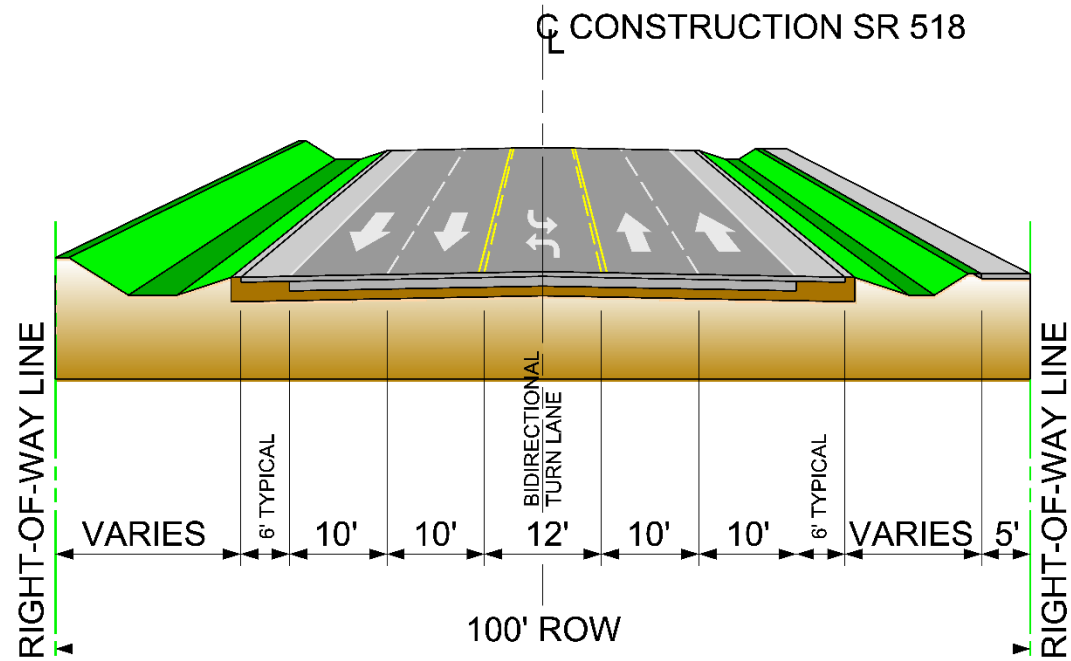 ℄ CONSTRUCTION SR 518
RIGHT-OF-WAY LINE
VARIES
6' TYPICAL
10'
10'
BIDIRECTIONAL
TURN LANE
12'
10'
10'
6' TYPICAL
VARIES
5'
RIGHT-OF-WAY LINE
100' ROW